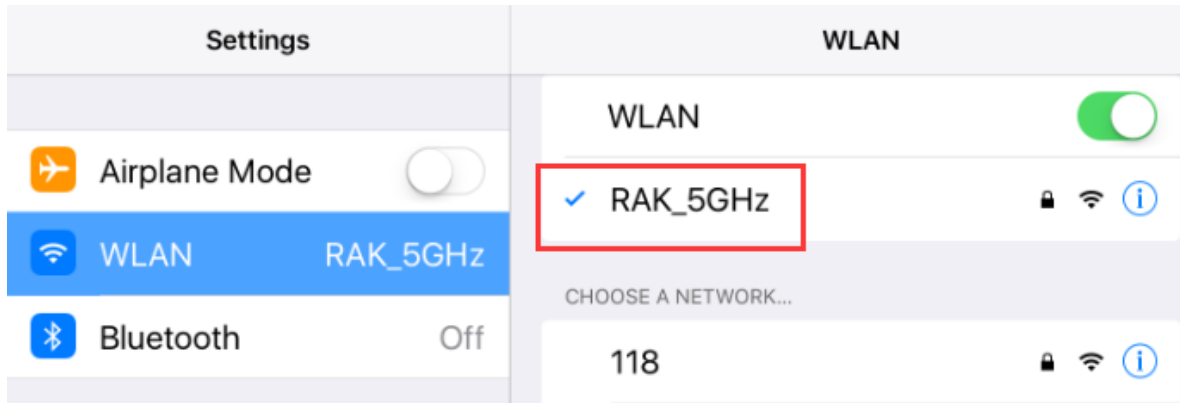 Settings
Airplane Mode
WLAN RAK_5GHz
Bluetooth Off
WLAN
WLAN
RAK_5GHz
CHOOSE A NETWORK...
118